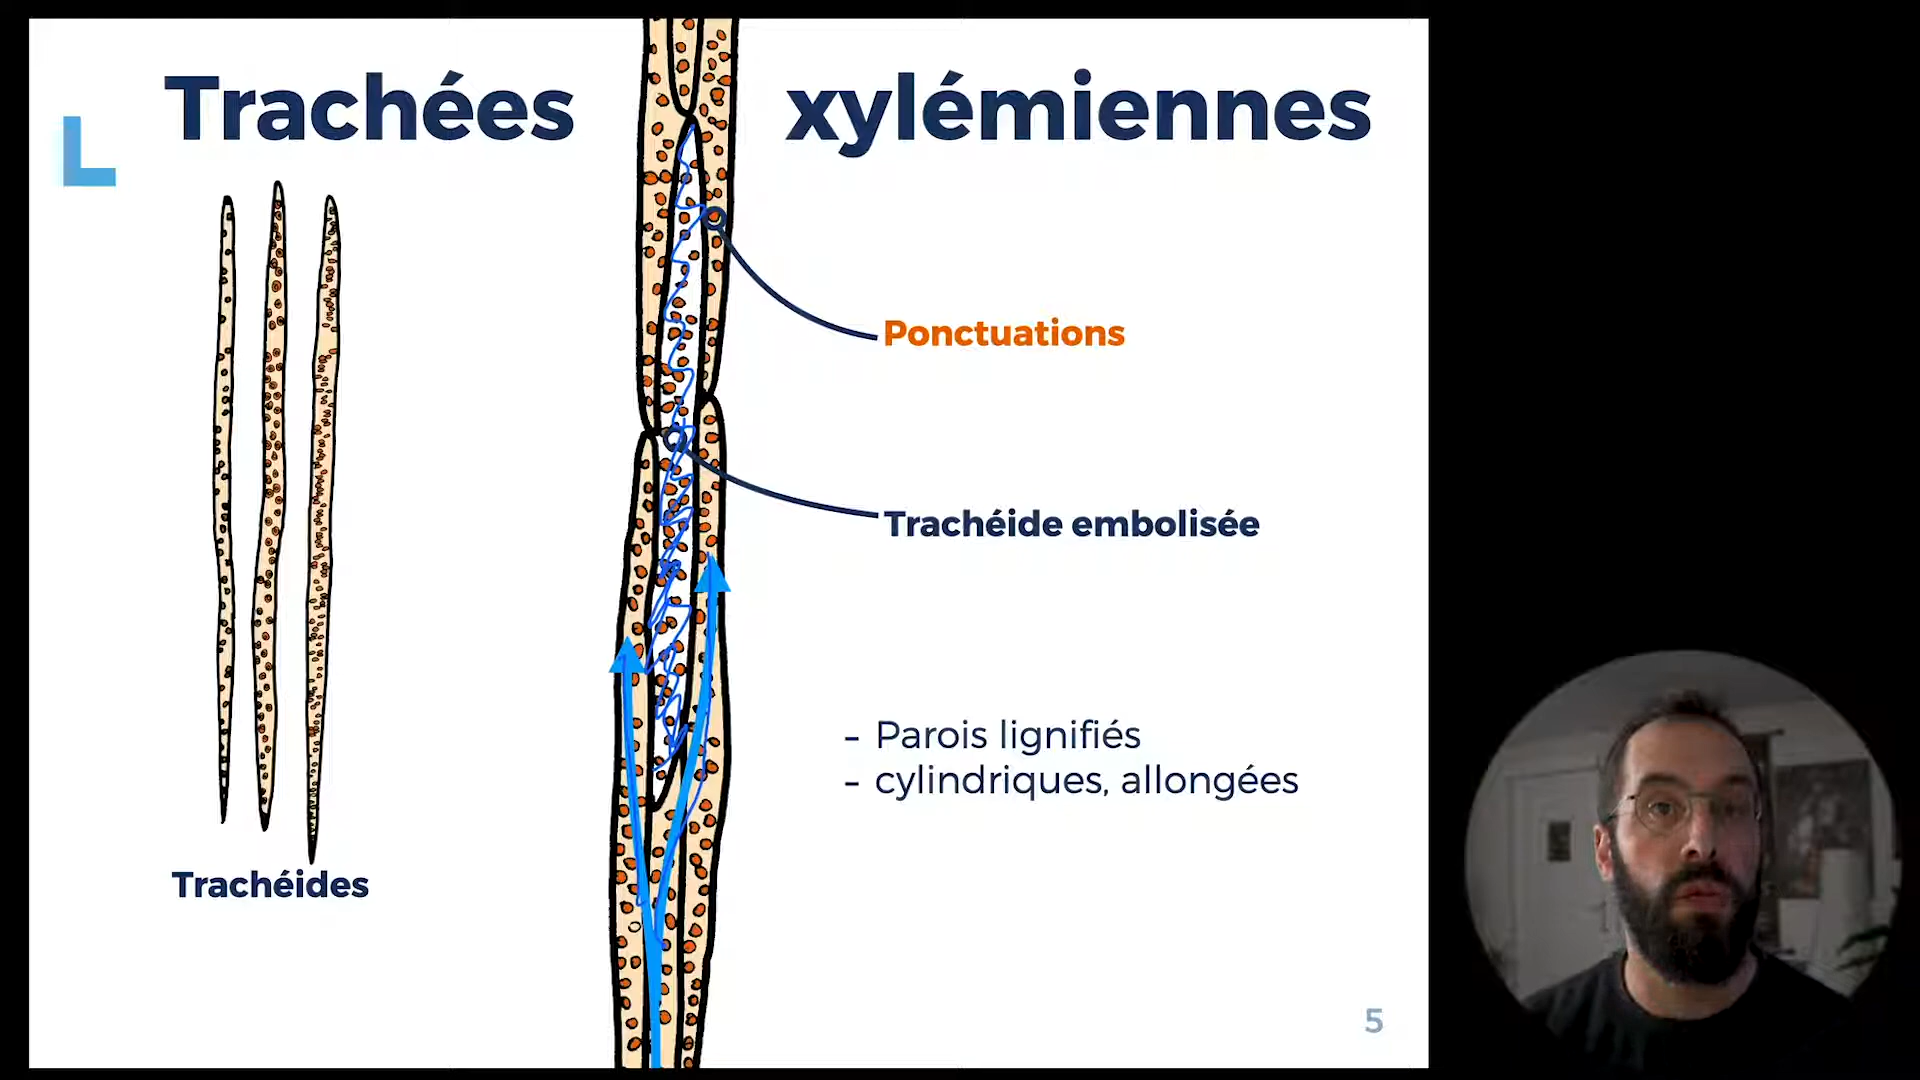 Trachées xylémiennes
L
Ponctuations
Trachéide embolisée
- Parois lignifiés
- cylindriques, allongées
Trachéides
5